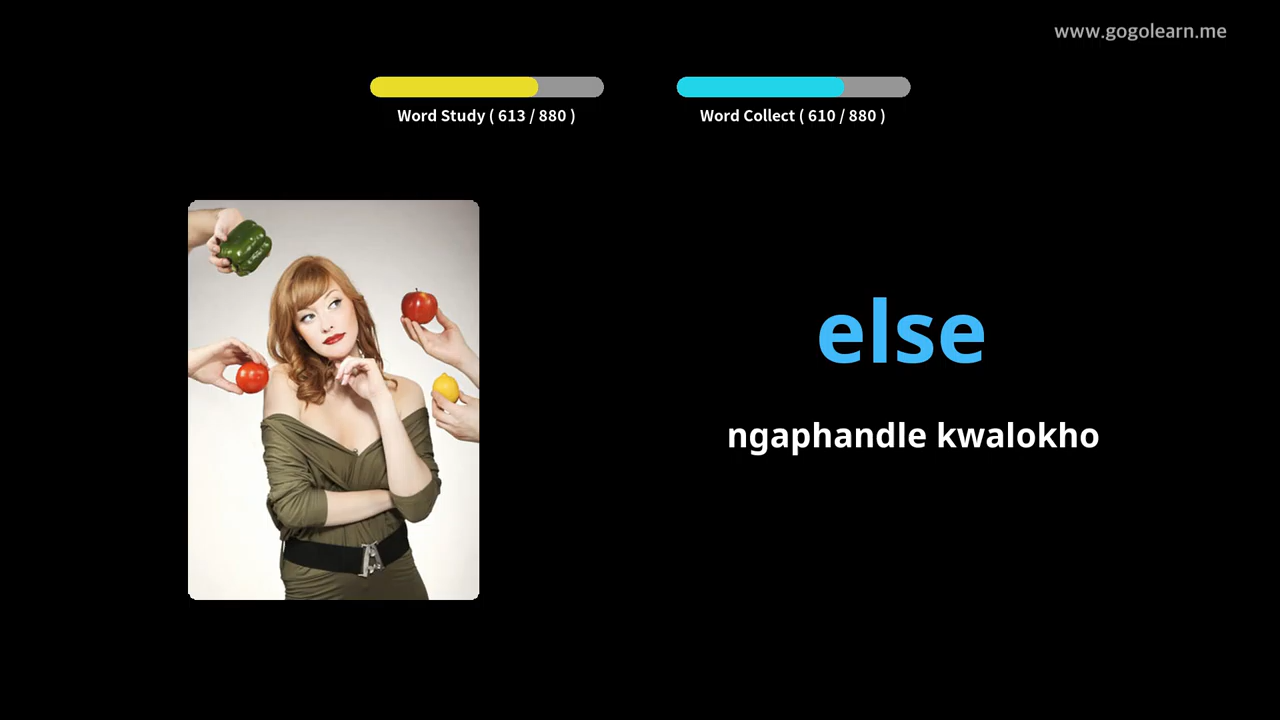 www.gogolearn.me
Word Study ( 613 / 880 )
Word Collect ( 610 / 880 )
else
ngaphandle kwalokho